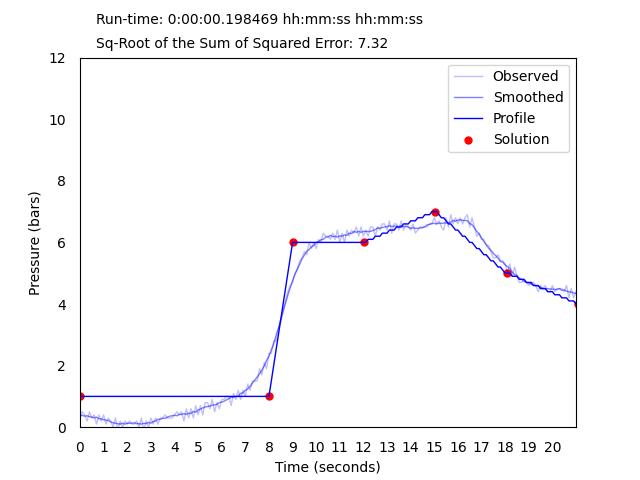 Run-time: 0:00:00.198469 hh:mm:ss hh:mm:ss
Sq-Root of the Sum of Squared Error: 7.32
12
10
8
6
4
2
0
Pressure (bars)
Observed
Smoothed
Profile
Solution
0 1 2 3 4 5 6 7 8 9 10 11 12 13 14 15 16 17 18 19 20
Time (seconds)